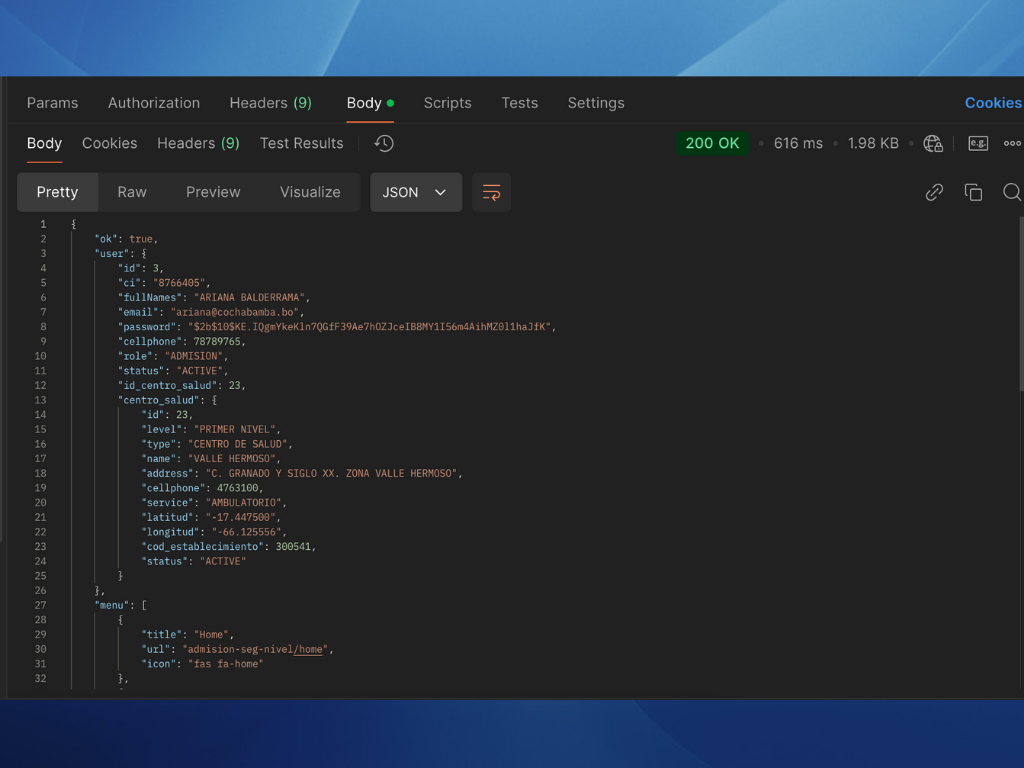 Params Authorization Headers (9) Body Scripts Tests Settings Cookies
Body Cookies Headers (9) Test Results 200 OK 616 ms 1.98 KB e.g.
Pretty Raw Preview Visualize JSON
1 {
2 "ok": true,
3 "user": {
4 "id": 3,
5 "ci": "8766405",
6 "fullNames": "ARIANA BALDERRAMA",
7 "email": "ariana@cochabamba.bo",
8 "password": "$2b$10$KE.IQgmYkeKln7QGfF39Ae7hOZJceIB8MY1I56m4AihMZ0l1haJfK",
9 "cellphone": 78789765,
10 "role": "ADMISION",
11 "status": "ACTIVE",
12 "id_centro_salud": 23,
13 "centro_salud": {
14 "id": 23,
15 "level": "PRIMER NIVEL",
16 "type": "CENTRO DE SALUD",
17 "name": "VALLE HERMOSO",
18 "address": "C. GRANADO Y SIGLO XX. ZONA VALLE HERMOSO",
19 "cellphone": 4763100,
20 "service": "AMBULATORIO",
21 "latitud": "-17.447500",
22 "longitud": "-66.125556",
23 "cod_establecimiento": 300541,
24 "status": "ACTIVE"
25 }
26 },
27 "menu": [
28 {
29 "title": "Home",
30 "url": "admision-seg-nivel/home",
31 "icon": "fas fa-home"
32 },